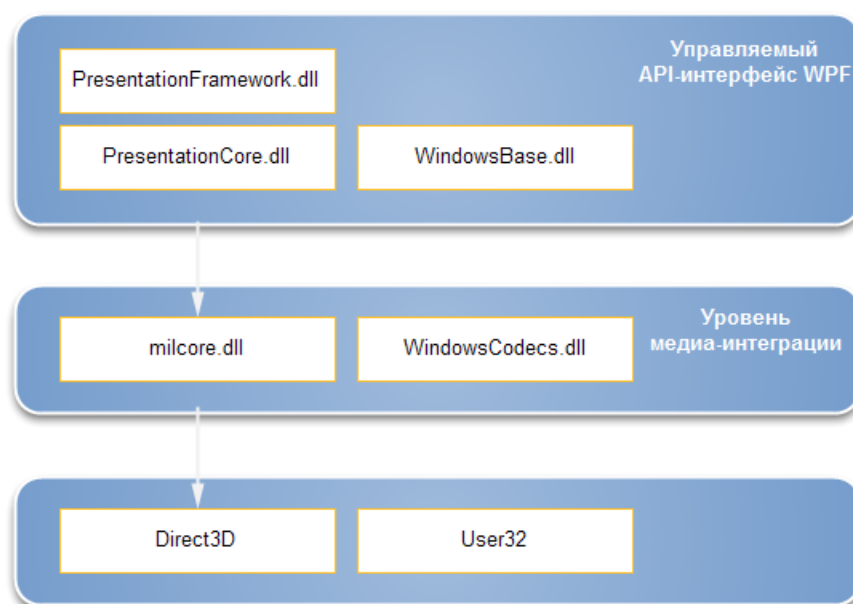 Управляемый
API-интерфейс WPF
PresentationFramework.dll
PresentationCore.dll
WindowsBase.dll
Уровень
медиа-интеграции
milcore.dll
WindowsCodecs.dll
Direct3D
User32